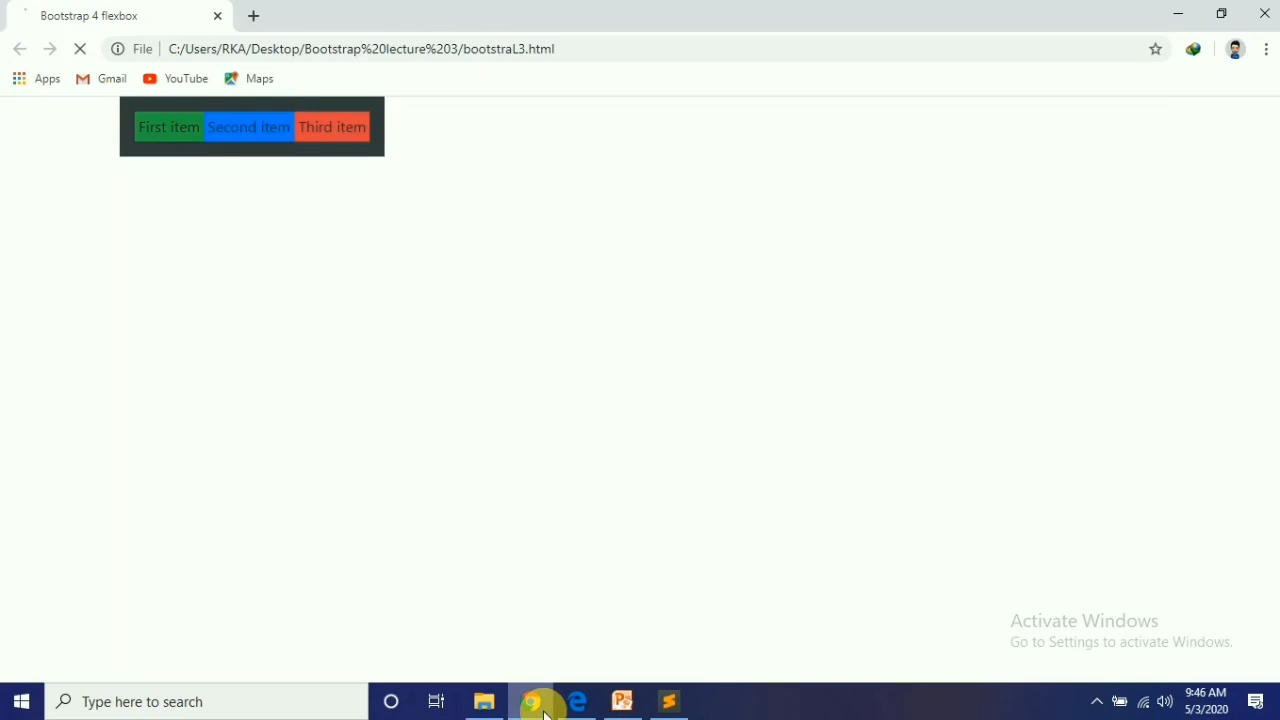 Bootstrap 4 flexbox
File C:/Users/RKA/Desktop/Bootstrap%20lecture%203/bootstraL3.html
Apps Gmail YouTube Maps
First item Second item Third item
Activate Windows
Go to Settings to activate Windows.
Type here to search
9:46 AM
5/3/2020